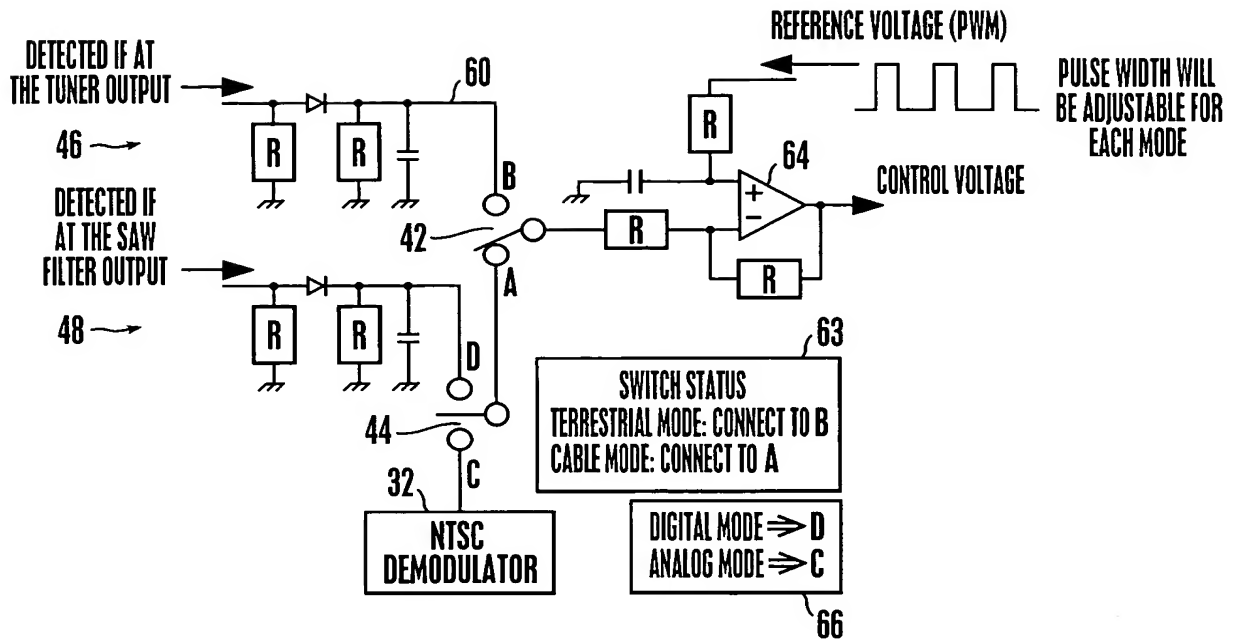 DETECTED IF AT
THE TUNER OUTPUT
46
DETECTED IF
AT THE SAW
FILTER OUTPUT
48
R
R
60
R
R
B
42
A
D
44
C
32
NTSC
DEMODULATOR
REFERENCE VOLTAGE (PWM)
PULSE WIDTH WILL
BE ADJUSTABLE FOR
EACH MODE
R
64
+
−
CONTROL VOLTAGE
R
R
63
SWITCH STATUS
TERRESTRIAL MODE: CONNECT TO B
CABLE MODE: CONNECT TO A
DIGITAL MODE ⇒ D
ANALOG MODE ⇒ C
66